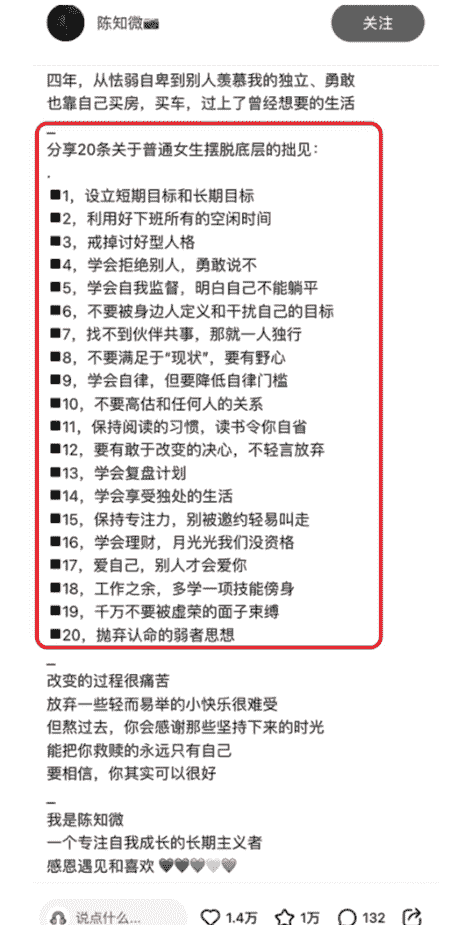 陈知微📷
关注
四年，从怯弱自卑到别人羡慕我的独立、勇敢
也靠自己买房，买车，过上了曾经想要的生活
_
分享20条关于普通女生摆脱底层的拙见：
.
■1，设立短期目标和长期目标
■2，利用好下班所有的空闲时间
■3，戒掉讨好型人格
■4，学会拒绝别人，勇敢说不
■5，学会自我监督，明白自己不能躺平
■6，不要被身边人定义和干扰自己的目标
■7，找不到伙伴共事，那就一人独行
■8，不要满足于“现状”，要有野心
■9，学会自律，但要降低自律门槛
■10，不要高估和任何人的关系
■11，保持阅读的习惯，读书令你自省
■12，要有敢于改变的决心，不轻言放弃
■13，学会复盘计划
■14，学会享受独处的生活
■15，保持专注力，别被邀约轻易叫走
■16，学会理财，月光光我们没资格
■17，爱自己，别人才会爱你
■18，工作之余，多学一项技能傍身
■19，千万不要被虚荣的面子束缚
■20，抛弃认命的弱者思想
_
改变的过程很痛苦
放弃一些轻而易举的小快乐很难受
但熬过去，你会感谢那些坚持下来的时光
能把你救赎的永远只有自己
要相信，你其实可以很好
_
我是陈知微
一个专注自我成长的长期主义者
感恩遇见和喜欢
说点什么... 1.4万 1万 132